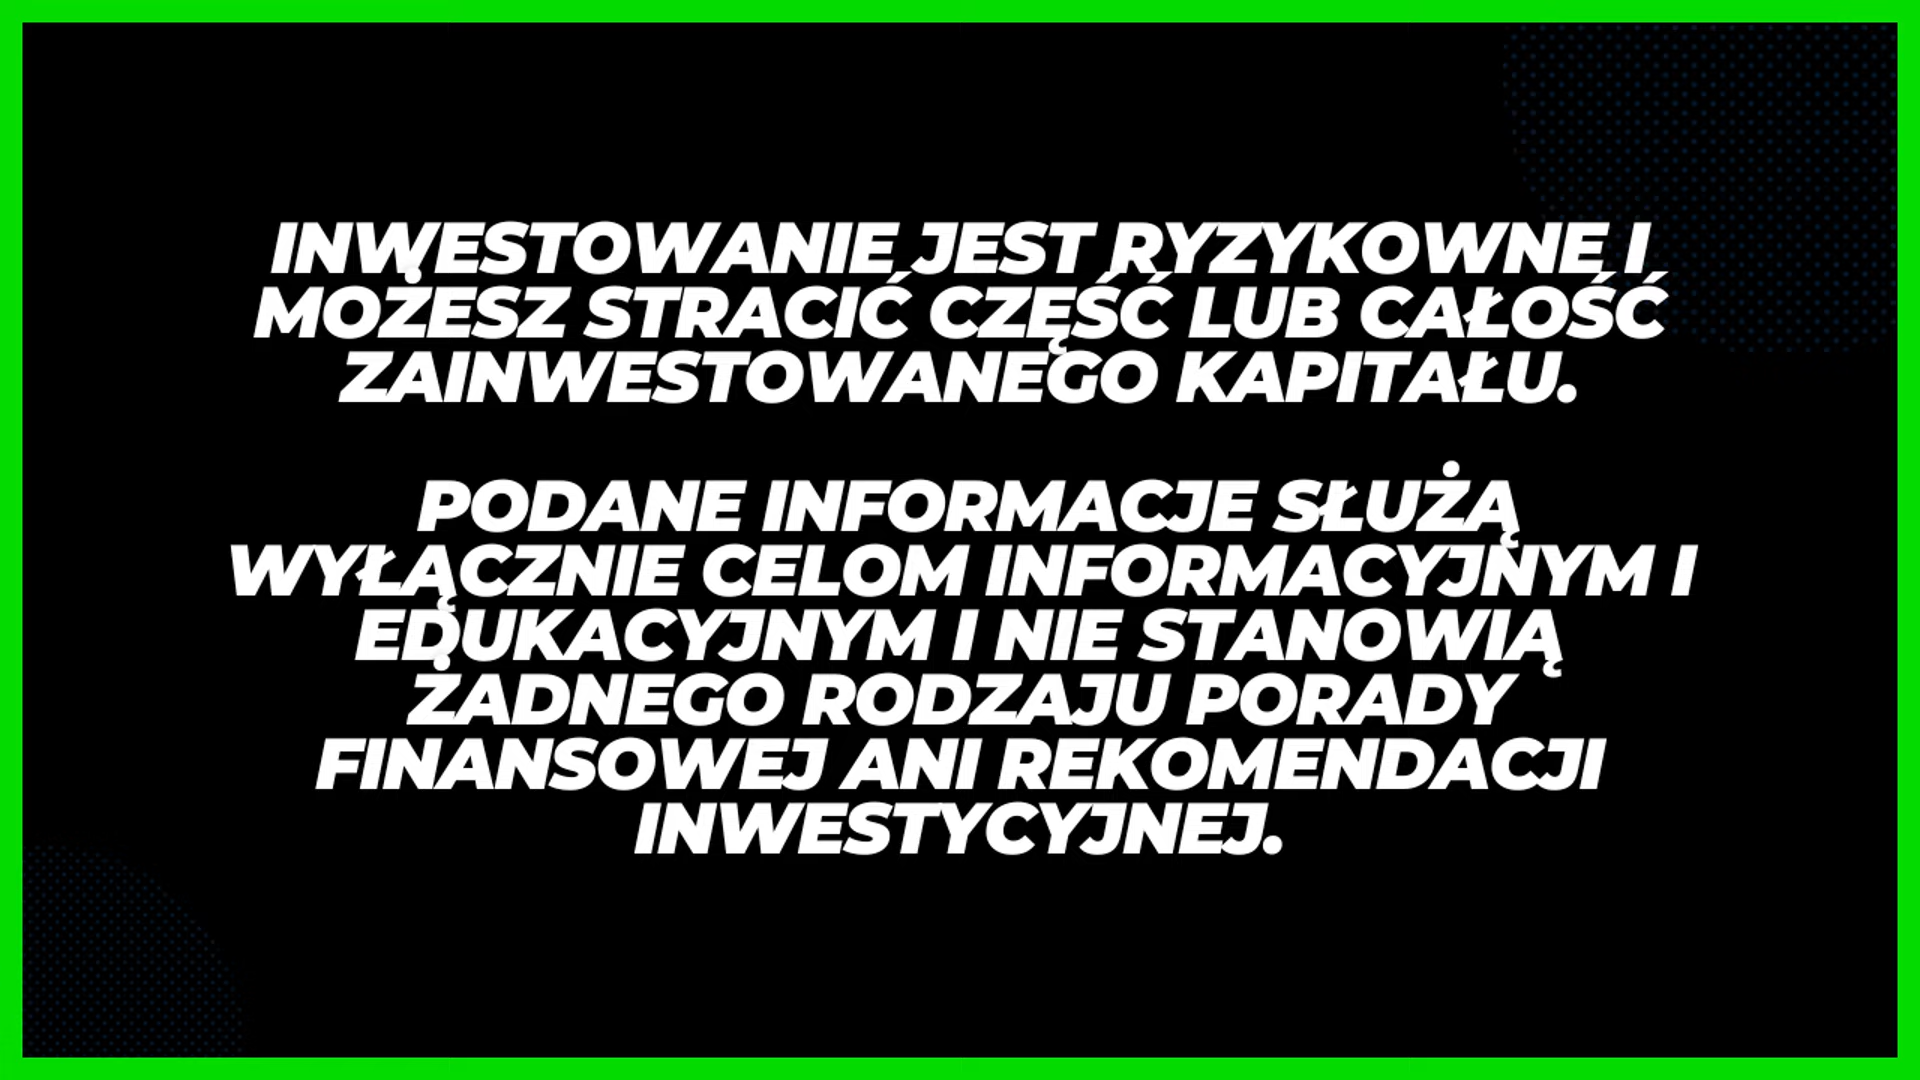 INWESTOWANIE JEST RYZYKOWNE I
MOŻESZ STRACIĆ CZĘŚĆ LUB CAŁOŚĆ
ZAINWESTOWANEGO KAPITAŁU.
PODANE INFORMACJE SŁUŻĄ
WYŁĄCZNIE CELOM INFORMACYJNYM I
EDUKACYJNYM I NIE STANOWIĄ
ŻADNEGO RODZAJU PORADY
FINANSOWEJ ANI REKOMENDACJI
INWESTYCYJNEJ.